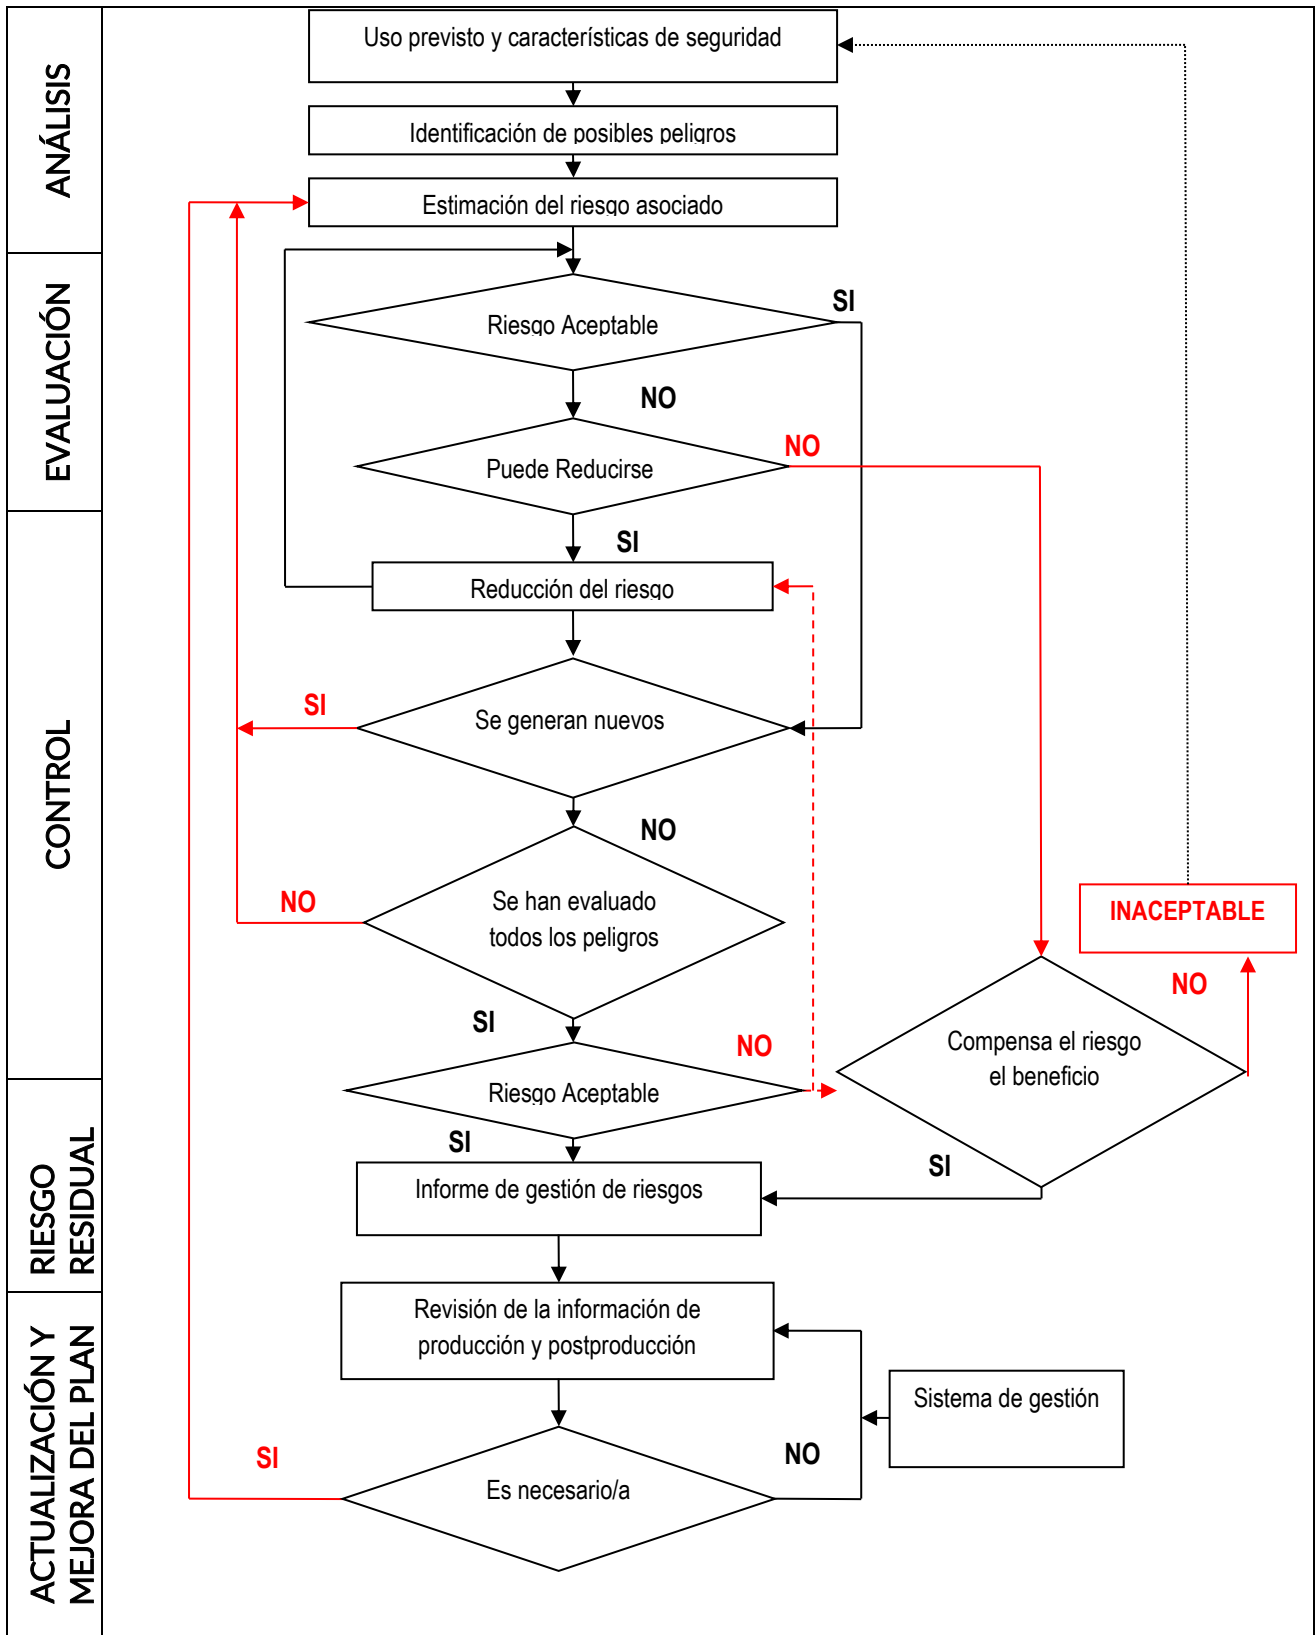 ANÁLISIS
Uso previsto y características de seguridad
Identificación de posibles peligros
Estimación del riesgo asociado
EVALUACIÓN
Riesgo Aceptable
SI
NO
Puede Reducirse
NO
SI
CONTROL
Reducción del riesgo
Se generan nuevos
SI
NO
Se han evaluado
todos los peligros
NO
SI
INACEPTABLE
NO
Compensa el riesgo
el beneficio
SI
Riesgo Aceptable
NO
SI
RIESGO
RESIDUAL
Informe de gestión de riesgos
ACTUALIZACIÓN Y
MEJORA DEL PLAN
Revisión de la información de
producción y postproducción
Sistema de gestión
Es necesario/a
SI
NO